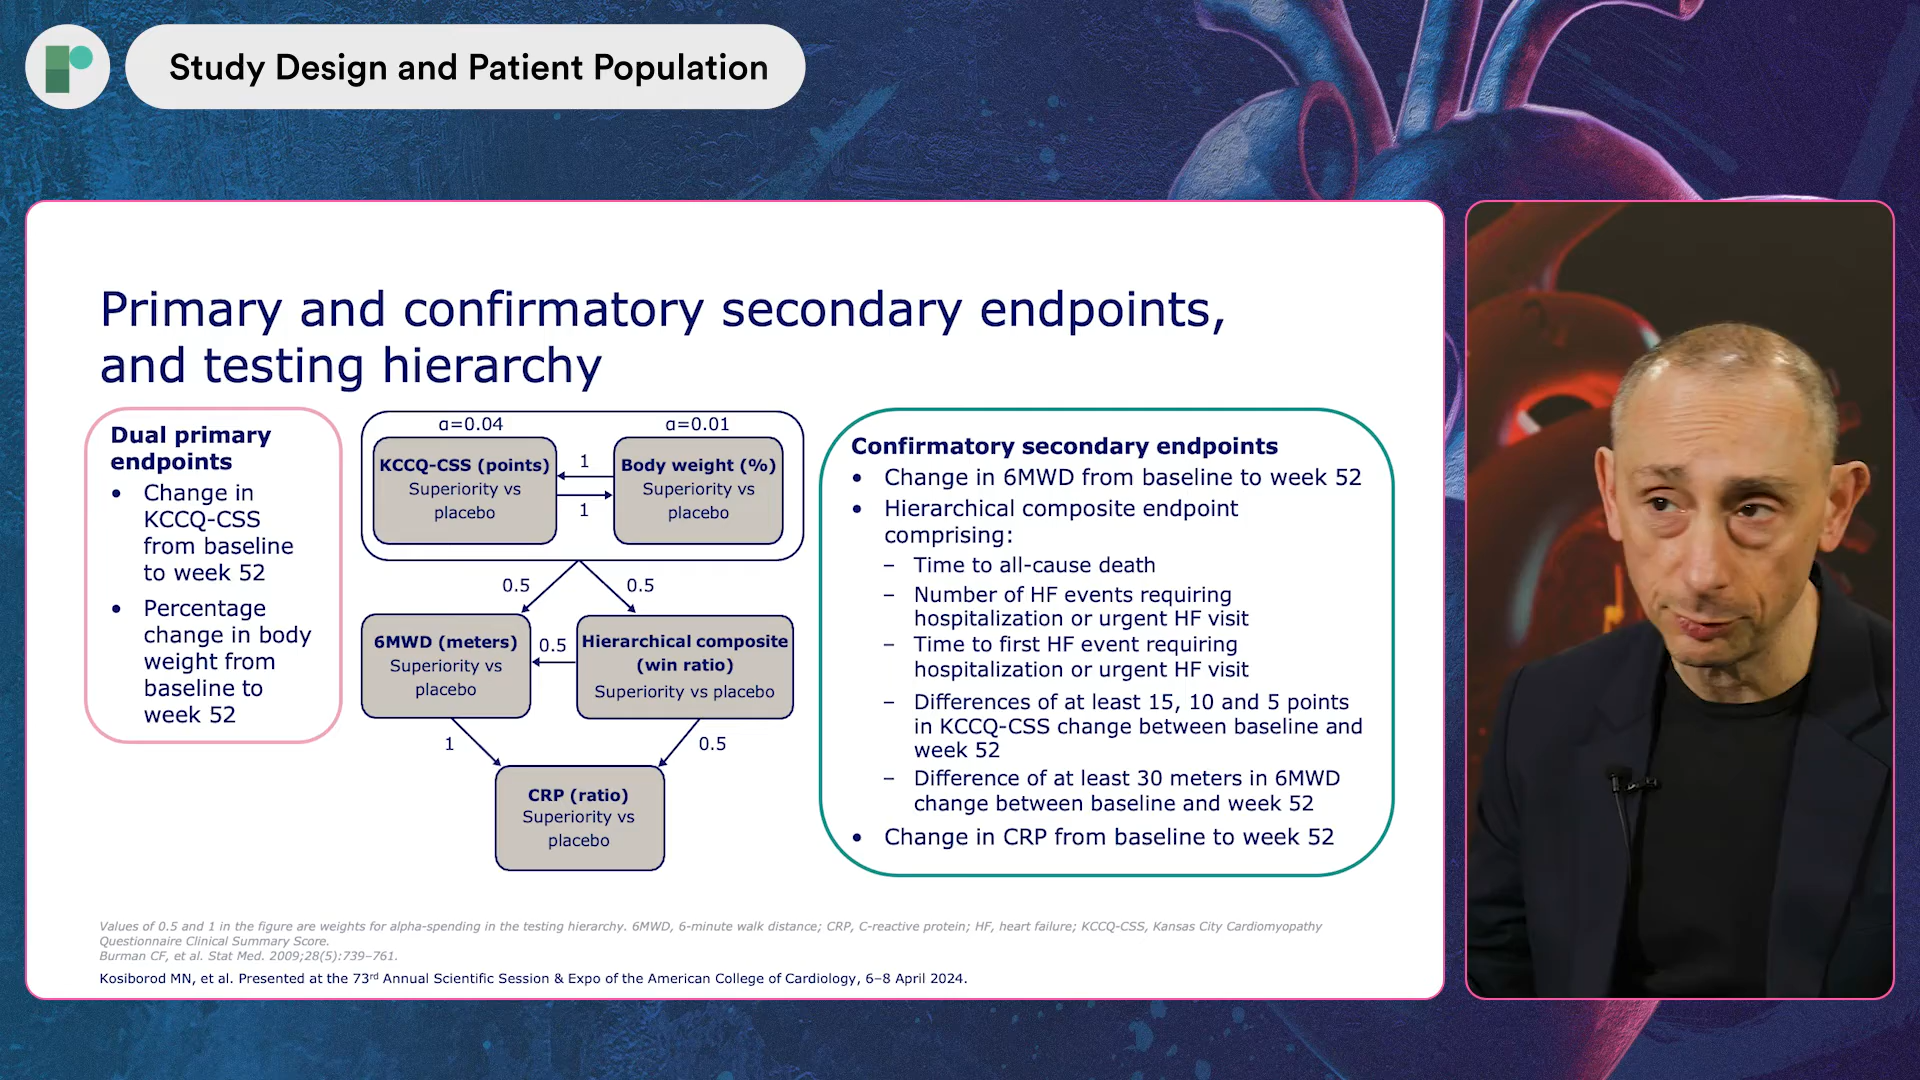 Study Design and Patient Population
Primary and confirmatory secondary endpoints,
and testing hierarchy
Dual primary
endpoints
• Change in
KCCQ-CSS
from baseline
to week 52
• Percentage
change in body
weight from
baseline to
week 52
α=0.04
α=0.01
KCCQ-CSS (points)
Superiority vs
placebo
1
1
Body weight (%)
Superiority vs
placebo
0.5
0.5
6MWD (meters)
Superiority vs
placebo
0.5
Hierarchical composite
(win ratio)
Superiority vs placebo
1
0.5
CRP (ratio)
Superiority vs
placebo
Confirmatory secondary endpoints
• Change in 6MWD from baseline to week 52
• Hierarchical composite endpoint
comprising:
– Time to all-cause death
– Number of HF events requiring
hospitalization or urgent HF visit
– Time to first HF event requiring
hospitalization or urgent HF visit
– Differences of at least 15, 10 and 5 points
in KCCQ-CSS change between baseline and
week 52
– Difference of at least 30 meters in 6MWD
change between baseline and week 52
• Change in CRP from baseline to week 52
Values of 0.5 and 1 in the figure are weights for alpha-spending in the testing hierarchy. 6MWD, 6-minute walk distance; CRP, C-reactive protein; HF, heart failure; KCCQ-CSS, Kansas City Cardiomyopathy
Questionnaire Clinical Summary Score.
Burman CF, et al. Stat Med. 2009;28(5):739–761.
Kosiborod MN, et al. Presented at the 73rd Annual Scientific Session & Expo of the American College of Cardiology, 6–8 April 2024.